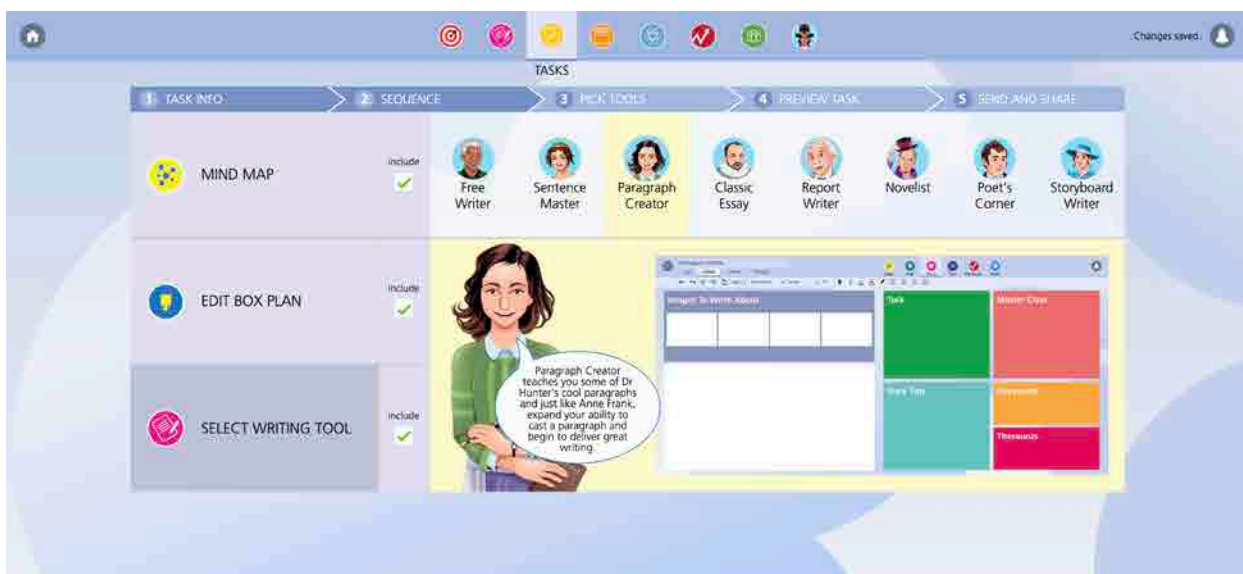 Changes saved.
TASKS
1 TASK INFO
2 SEQUENCE
3 PICK TOOLS
4 PREVIEW TASK
5 SEND AND SHARE
MIND MAP
include
Free
Writer
Sentence
Master
Paragraph
Creator
Classic
Essay
Report
Writer
Novelist
Poet's
Corner
Storyboard
Writer
EDIT BOX PLAN
include
SELECT WRITING TOOL
include
Paragraph Creator
teaches you some of Dr
Hunter's cool paragraphs
and just like Anne Frank,
expand your ability to
cast a paragraph and
begin to deliver great
writing.
Images To Write About
Task
Master Class
Thesaurus